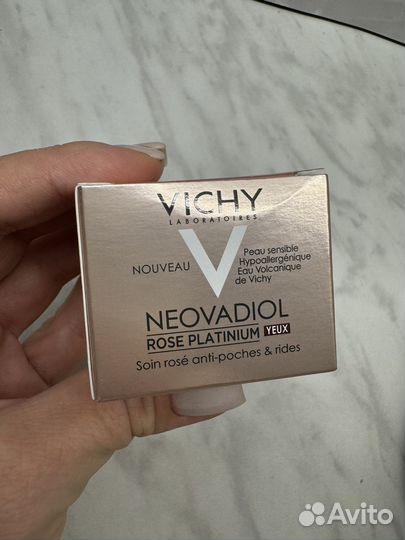 VICHY
LABORATOIRES
NOUVEAU
Peau sensible
Hypoallergénique
Eau Volcanique
de Vichy
NEOVADIOL
ROSE PLATINIUM YEUX
Soin rosé anti-poches & rides
Avito